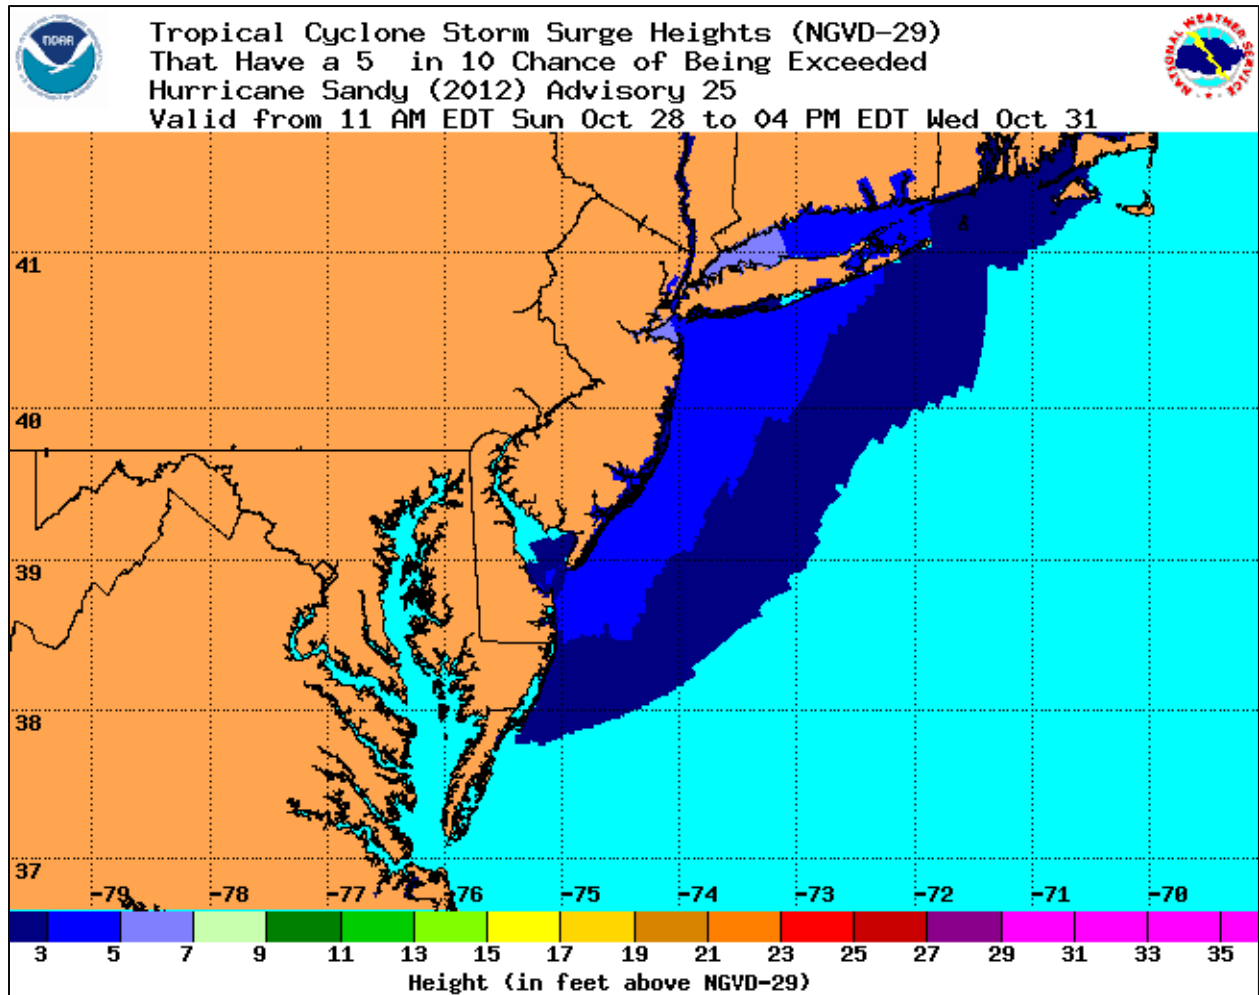 NOAA
Tropical Cyclone Storm Surge Heights (NGVD-29)
That Have a 5 in 10 Chance of Being Exceeded
Hurricane Sandy (2012) Advisory 25
Valid from 11 AM EDT Sun Oct 28 to 04 PM EDT Wed Oct 31
NATIONAL WEATHER SERVICE
41
40
39
38
37
-79 -78 -77 -76 -75 -74 -73 -72 -71 -70
3 5 7 9 11 13 15 17 19 21 23 25 27 29 31 33 35
Height (in feet above NGVD-29)